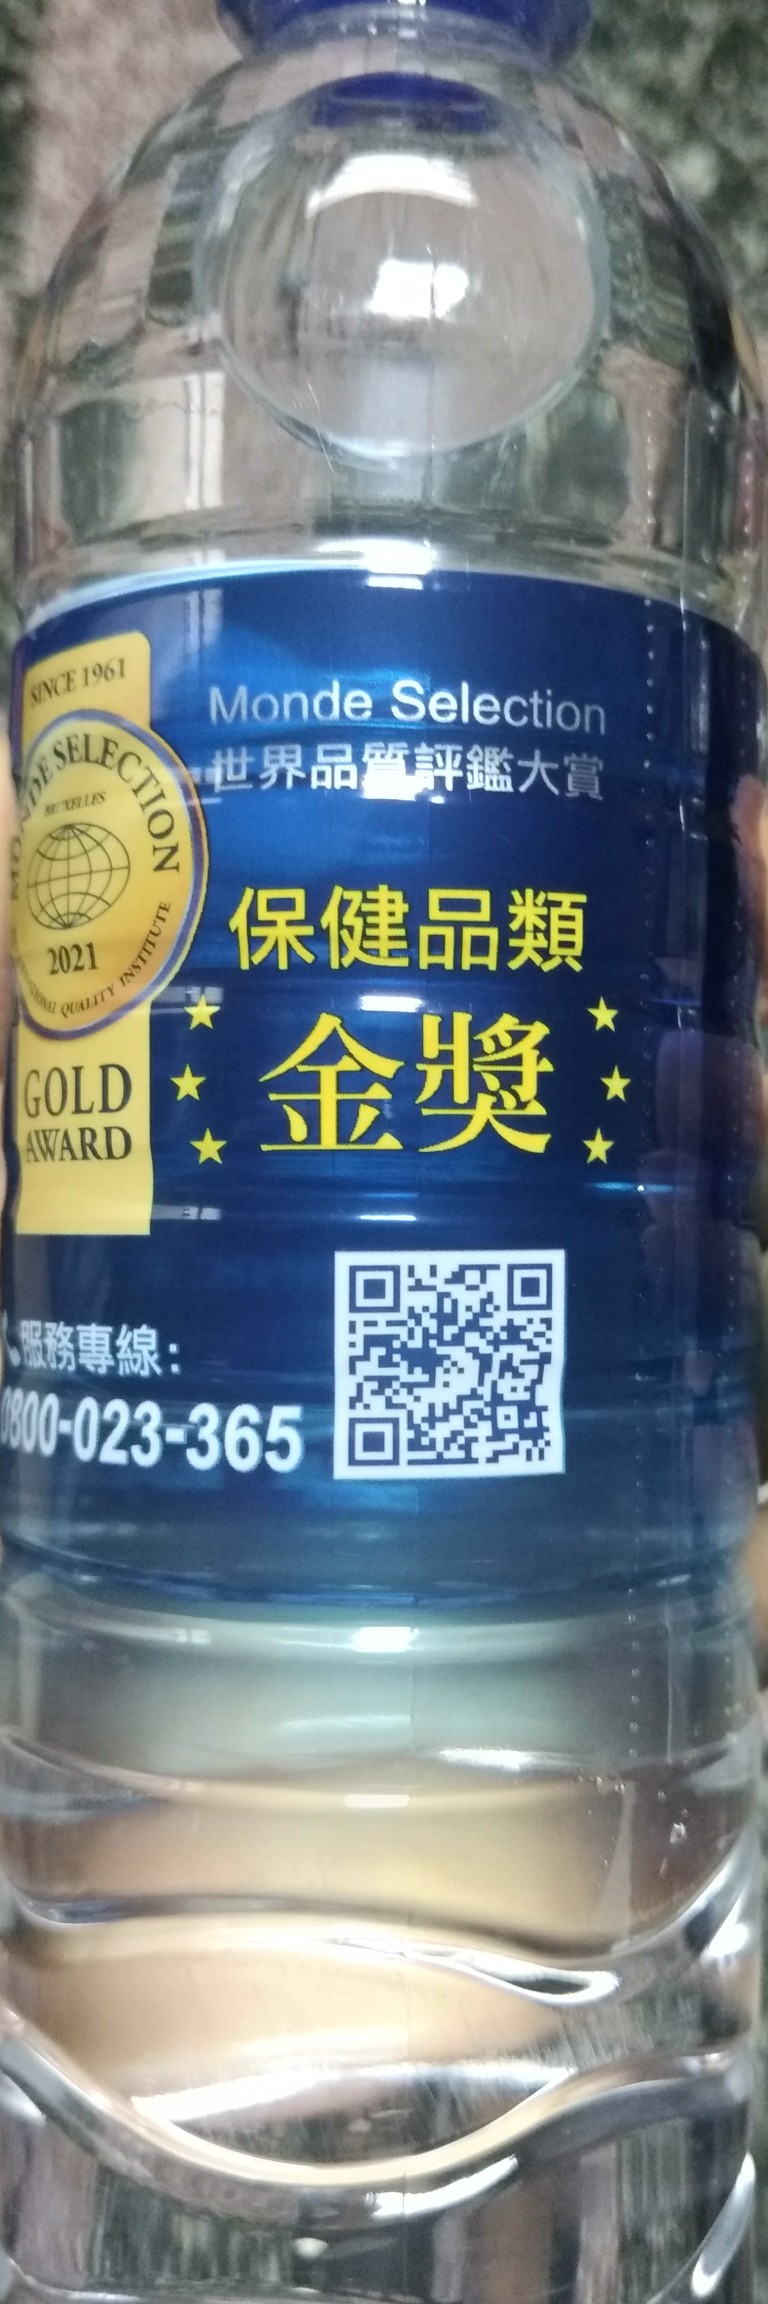 SINCE 1961
MONDE SELECTION
BRUXELLES
2021
QUALITY INSTITUTE
GOLD
AWARD
Monde Selection
世界品質評鑑大賞
保健品類
金獎
服務專線：
0800-023-365